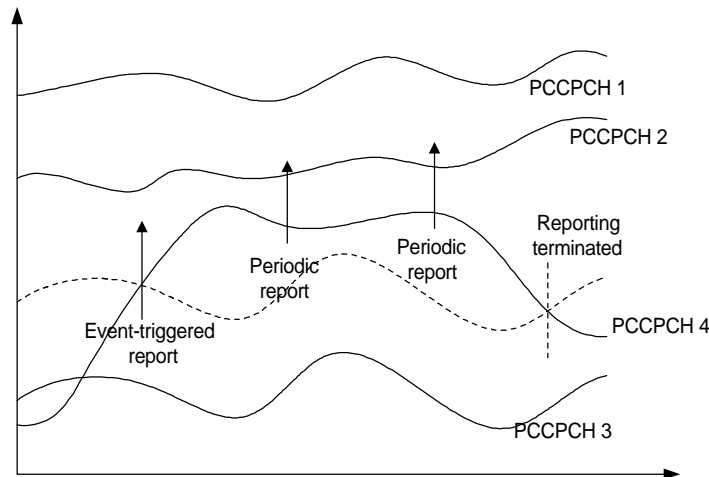 PCCPCH 1
PCCPCH 2
Reporting
terminated
Periodic
report
Periodic
report
Event-triggered
report
PCCPCH 4
PCCPCH 3